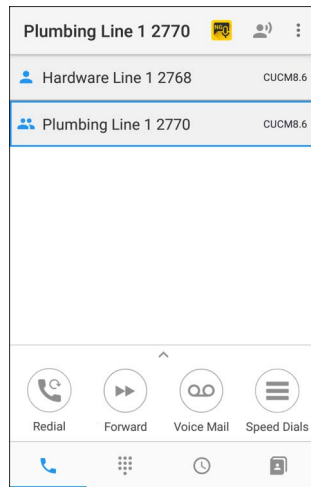 Plumbing Line 1 2770
Hardware Line 1 2768 CUCM8.6
Plumbing Line 1 2770 CUCM8.6
Redial Forward Voice Mail Speed Dials